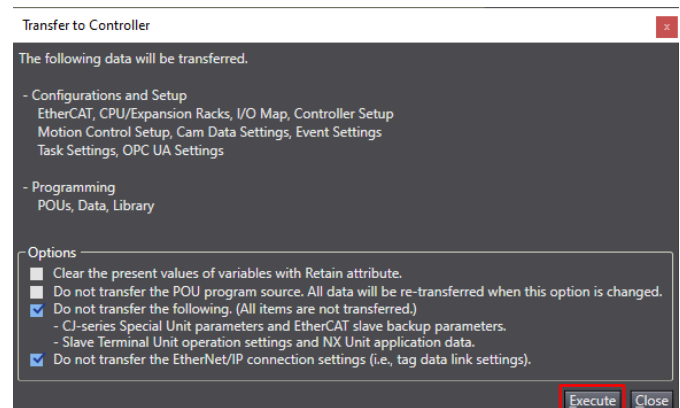 Transfer to Controller
x
The following data will be transferred.
- Configurations and Setup
EtherCAT, CPU/Expansion Racks, I/O Map, Controller Setup
Motion Control Setup, Cam Data Settings, Event Settings
Task Settings, OPC UA Settings
- Programming
POUs, Data, Library
Options
Clear the present values of variables with Retain attribute.
Do not transfer the POU program source. All data will be re-transferred when this option is changed.
Do not transfer the following. (All items are not transferred.)
- CJ-series Special Unit parameters and EtherCAT slave backup parameters.
- Slave Terminal Unit operation settings and NX Unit application data.
Do not transfer the EtherNet/IP connection settings (i.e., tag data link settings).
Execute Close